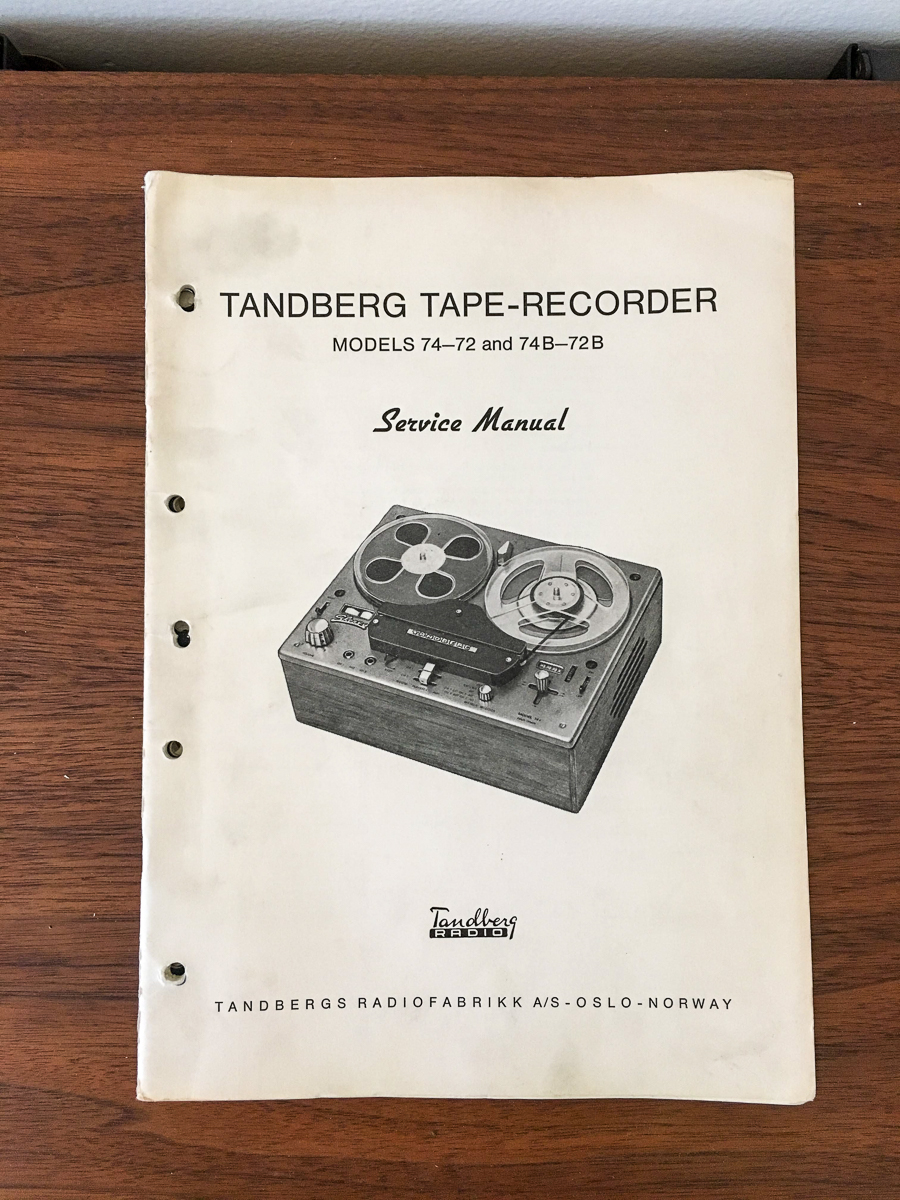 TANDBERG TAPE-RECORDER
MODELS 74–72 and 74B–72B
Service Manual
Tandberg
RADIO
TANDBERGS RADIOFABRIKK A/S-OSLO-NORWAY